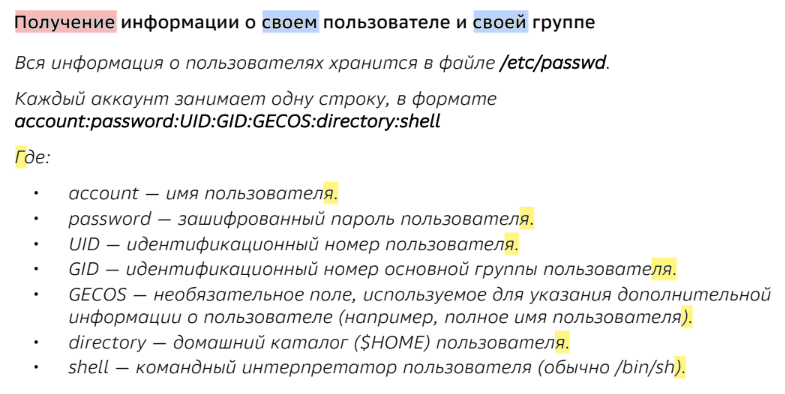 Получение информации о своем пользователе и своей группе
Вся информация о пользователях хранится в файле /etc/passwd.
Каждый аккаунт занимает одну строку, в формате
account:password:UID:GID:GECOS:directory:shell
Где:
• account — имя пользователя.
• password — зашифрованный пароль пользователя.
• UID — идентификационный номер пользователя.
• GID — идентификационный номер основной группы пользователя.
• GECOS — необязательное поле, используемое для указания дополнительной
информации о пользователе (например, полное имя пользователя).
• directory — домашний каталог ($HOME) пользователя.
• shell — командный интерпретатор пользователя (обычно /bin/sh).